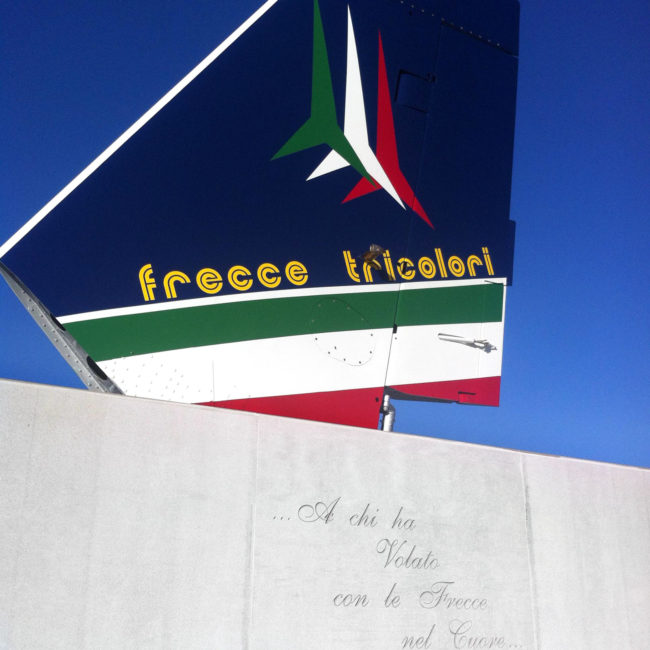 frecce tricolori
...A chi ha
Volato
con le Frecce
nel Cuore...